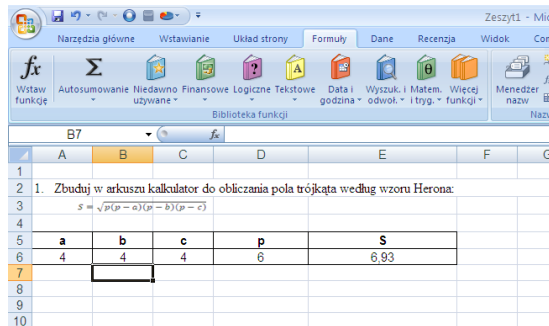 Zeszyt1 - Mic
Narzędzia główne Wstawianie Układ strony Formuły Dane Recenzja Widok
Wstaw funkcję
Autosumowanie
Niedawno używane
Finansowe
Logiczne
Tekstowe
Data i godzina
Wyszuk. i odwoł.
Matem. i tryg.
Więcej funkcji
Menedżer nazw
Biblioteka funkcji
B7 fx
A B C D E F
1
2 1. Zbuduj w arkuszu kalkulator do obliczania pola trójkąta według wzoru Herona:
3 S = √p(p − a)(p − b)(p − c)
4
5 a b c p S
6 4 4 4 6 6,93
7
8
9
10